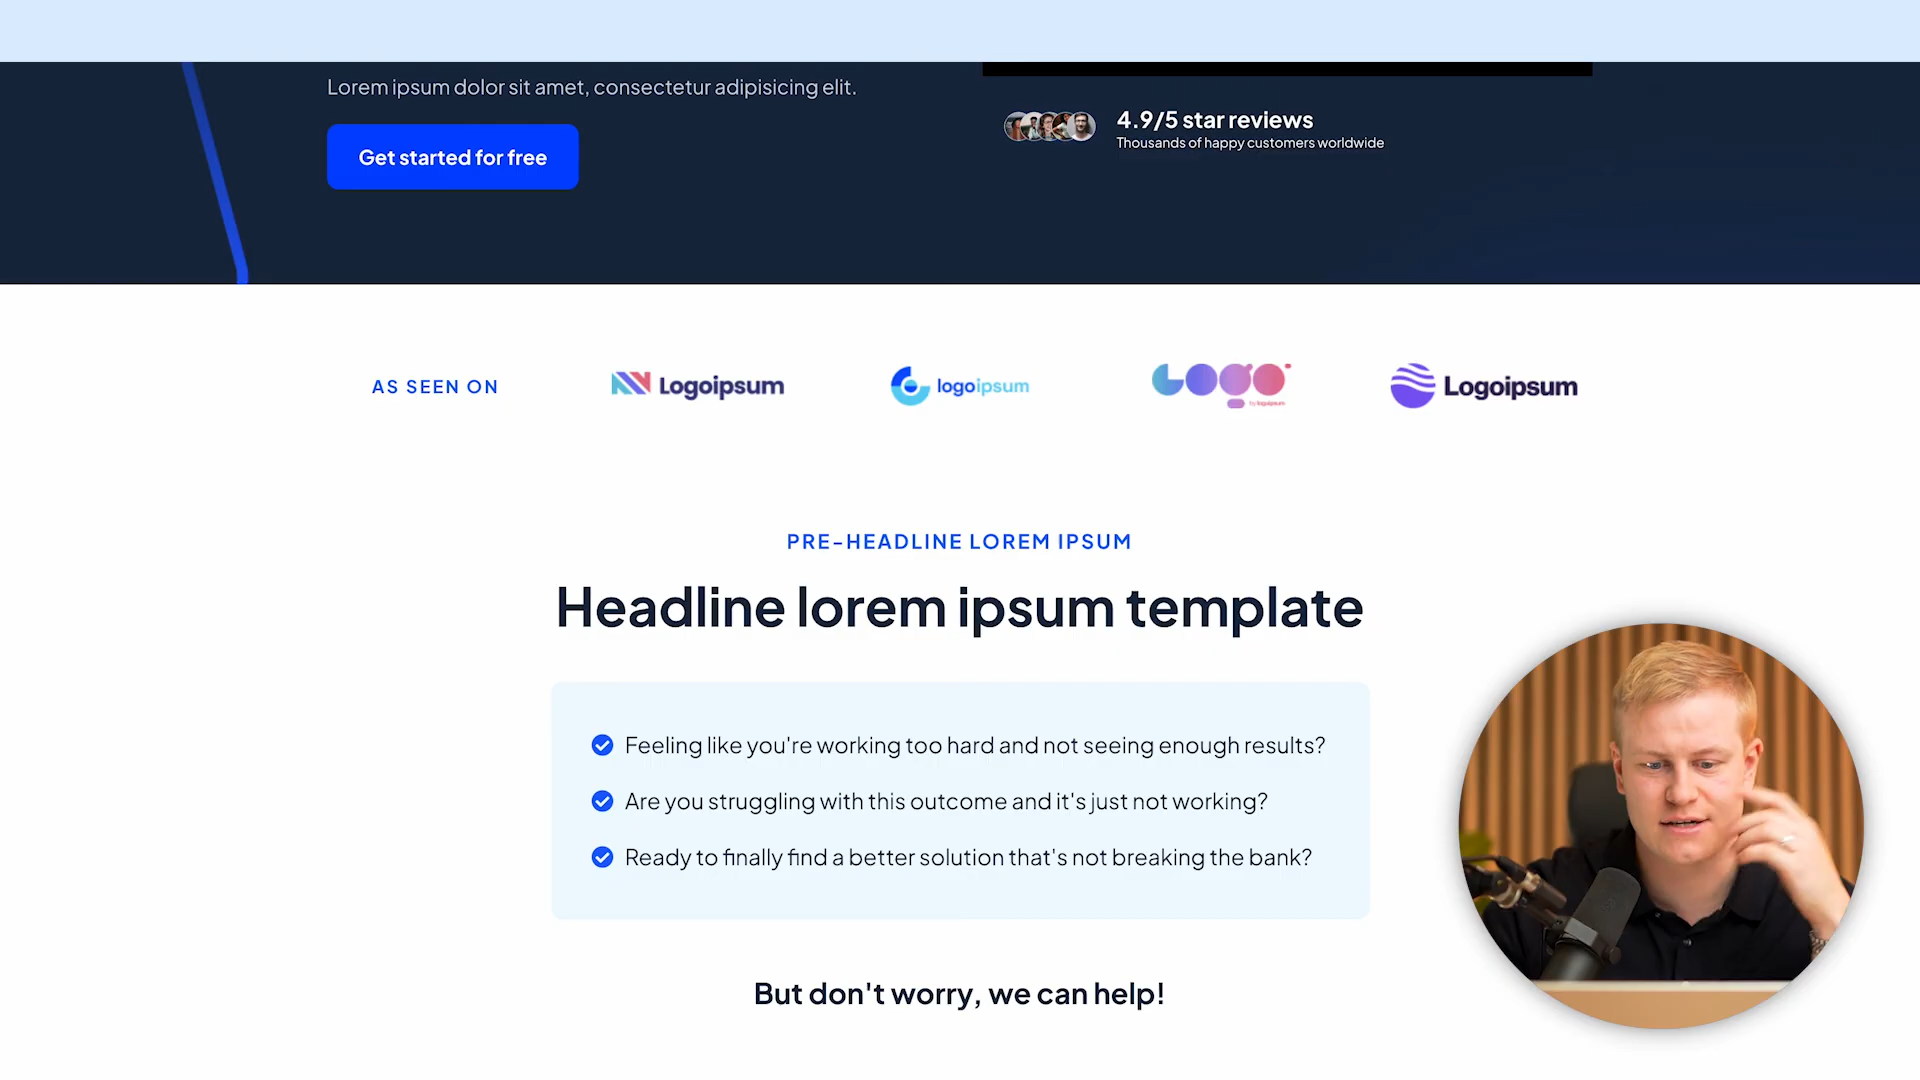 Lorem ipsum dolor sit amet, consectetur adipisicing elit.
Get started for free
4.9/5 star reviews
Thousands of happy customers worldwide
AS SEEN ON
Logoipsum
logoipsum
LOGO
by logoipsum
Logoipsum
PRE-HEADLINE LOREM IPSUM
Headline lorem ipsum template
Feeling like you're working too hard and not seeing enough results?
Are you struggling with this outcome and it's just not working?
Ready to finally find a better solution that's not breaking the bank?
But don't worry, we can help!